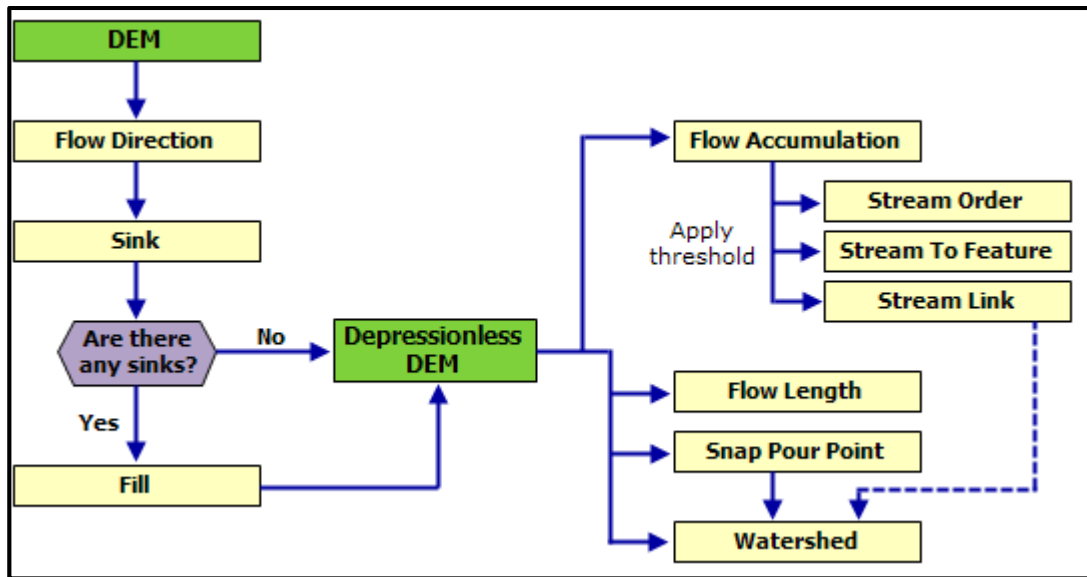 DEM
Flow Direction
Sink
Are there
any sinks?
No
Yes
Fill
Depressionless
DEM
Flow Accumulation
Apply
threshold
Stream Order
Stream To Feature
Stream Link
Flow Length
Snap Pour Point
Watershed